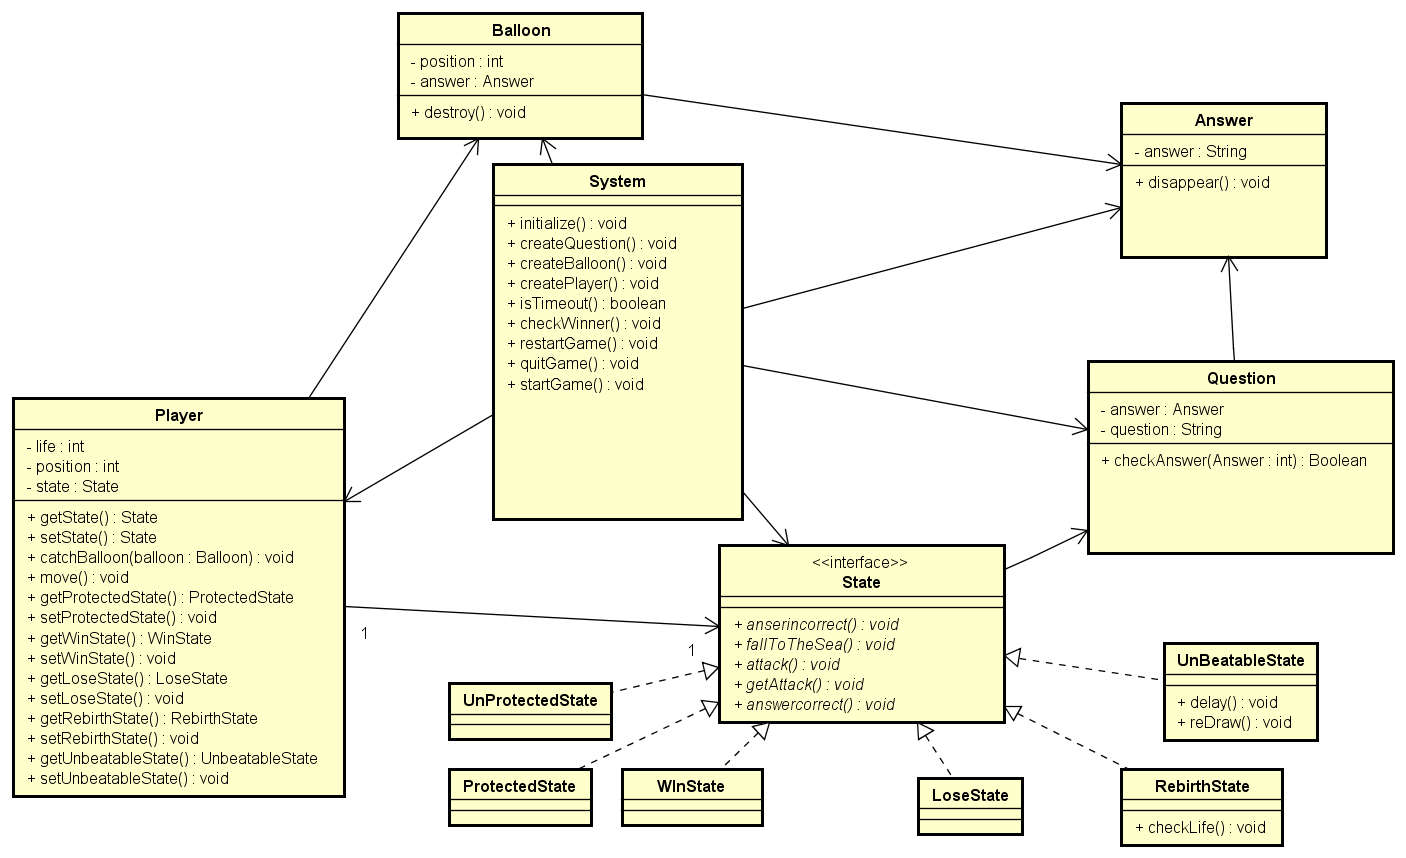 Balloon
- position : int
- answer : Answer
+ destroy() : void
Answer
- answer : String
+ disappear() : void
System
+ initialize() : void
+ createQuestion() : void
+ createBalloon() : void
+ createPlayer() : void
+ isTimeout() : boolean
+ checkWinner() : void
+ restartGame() : void
+ quitGame() : void
+ startGame() : void
Question
- answer : Answer
- question : String
+ checkAnswer(Answer : int) : Boolean
Player
- life : int
- position : int
- state : State
+ getState() : State
+ setState() : State
+ catchBalloon(balloon : Balloon) : void
+ move() : void
+ getProtectedState() : ProtectedState
+ setProtectedState() : void
+ getWinState() : WinState
+ setWinState() : void
+ getLoseState() : LoseState
+ setLoseState() : void
+ getRebirthState() : RebirthState
+ setRebirthState() : void
+ getUnbeatableState() : UnbeatableState
+ setUnbeatableState() : void
1
1
<<interface>>
State
+ anserincorrect() : void
+ fallToTheSea() : void
+ attack() : void
+ getAttack() : void
+ answercorrect() : void
UnBeatableState
+ delay() : void
+ reDraw() : void
UnProtectedState
ProtectedState
WInState
LoseState
RebirthState
+ checkLife() : void